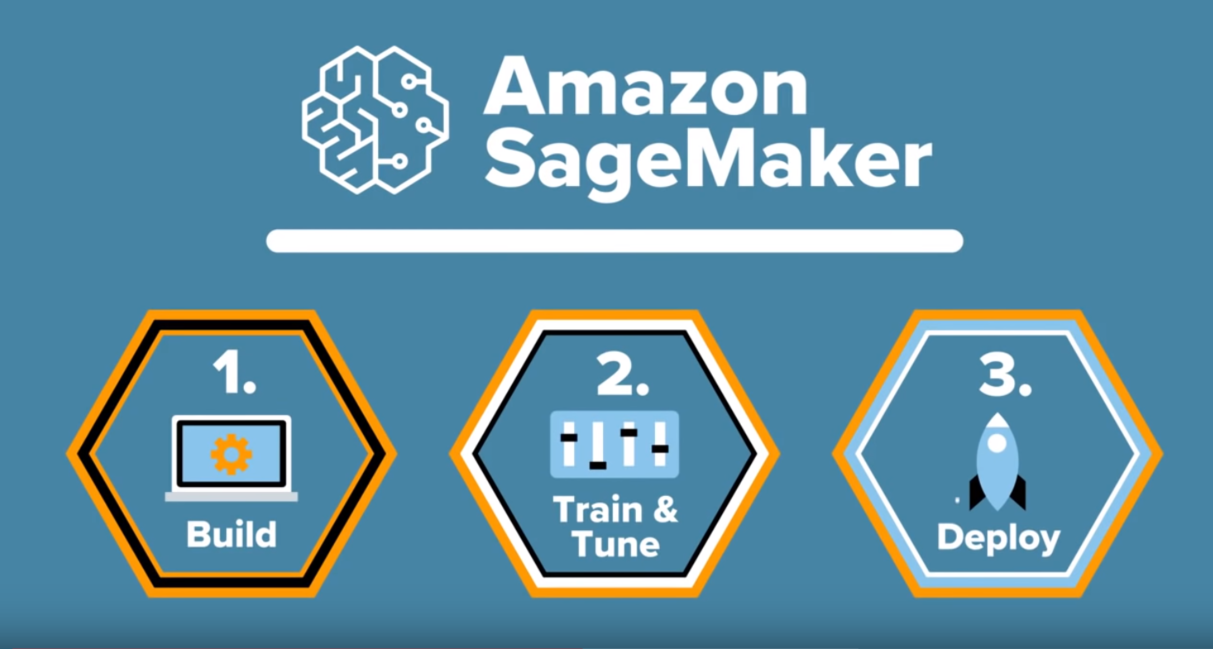 Amazon
SageMaker
1.
Build
2.
Train &
Tune
3.
Deploy